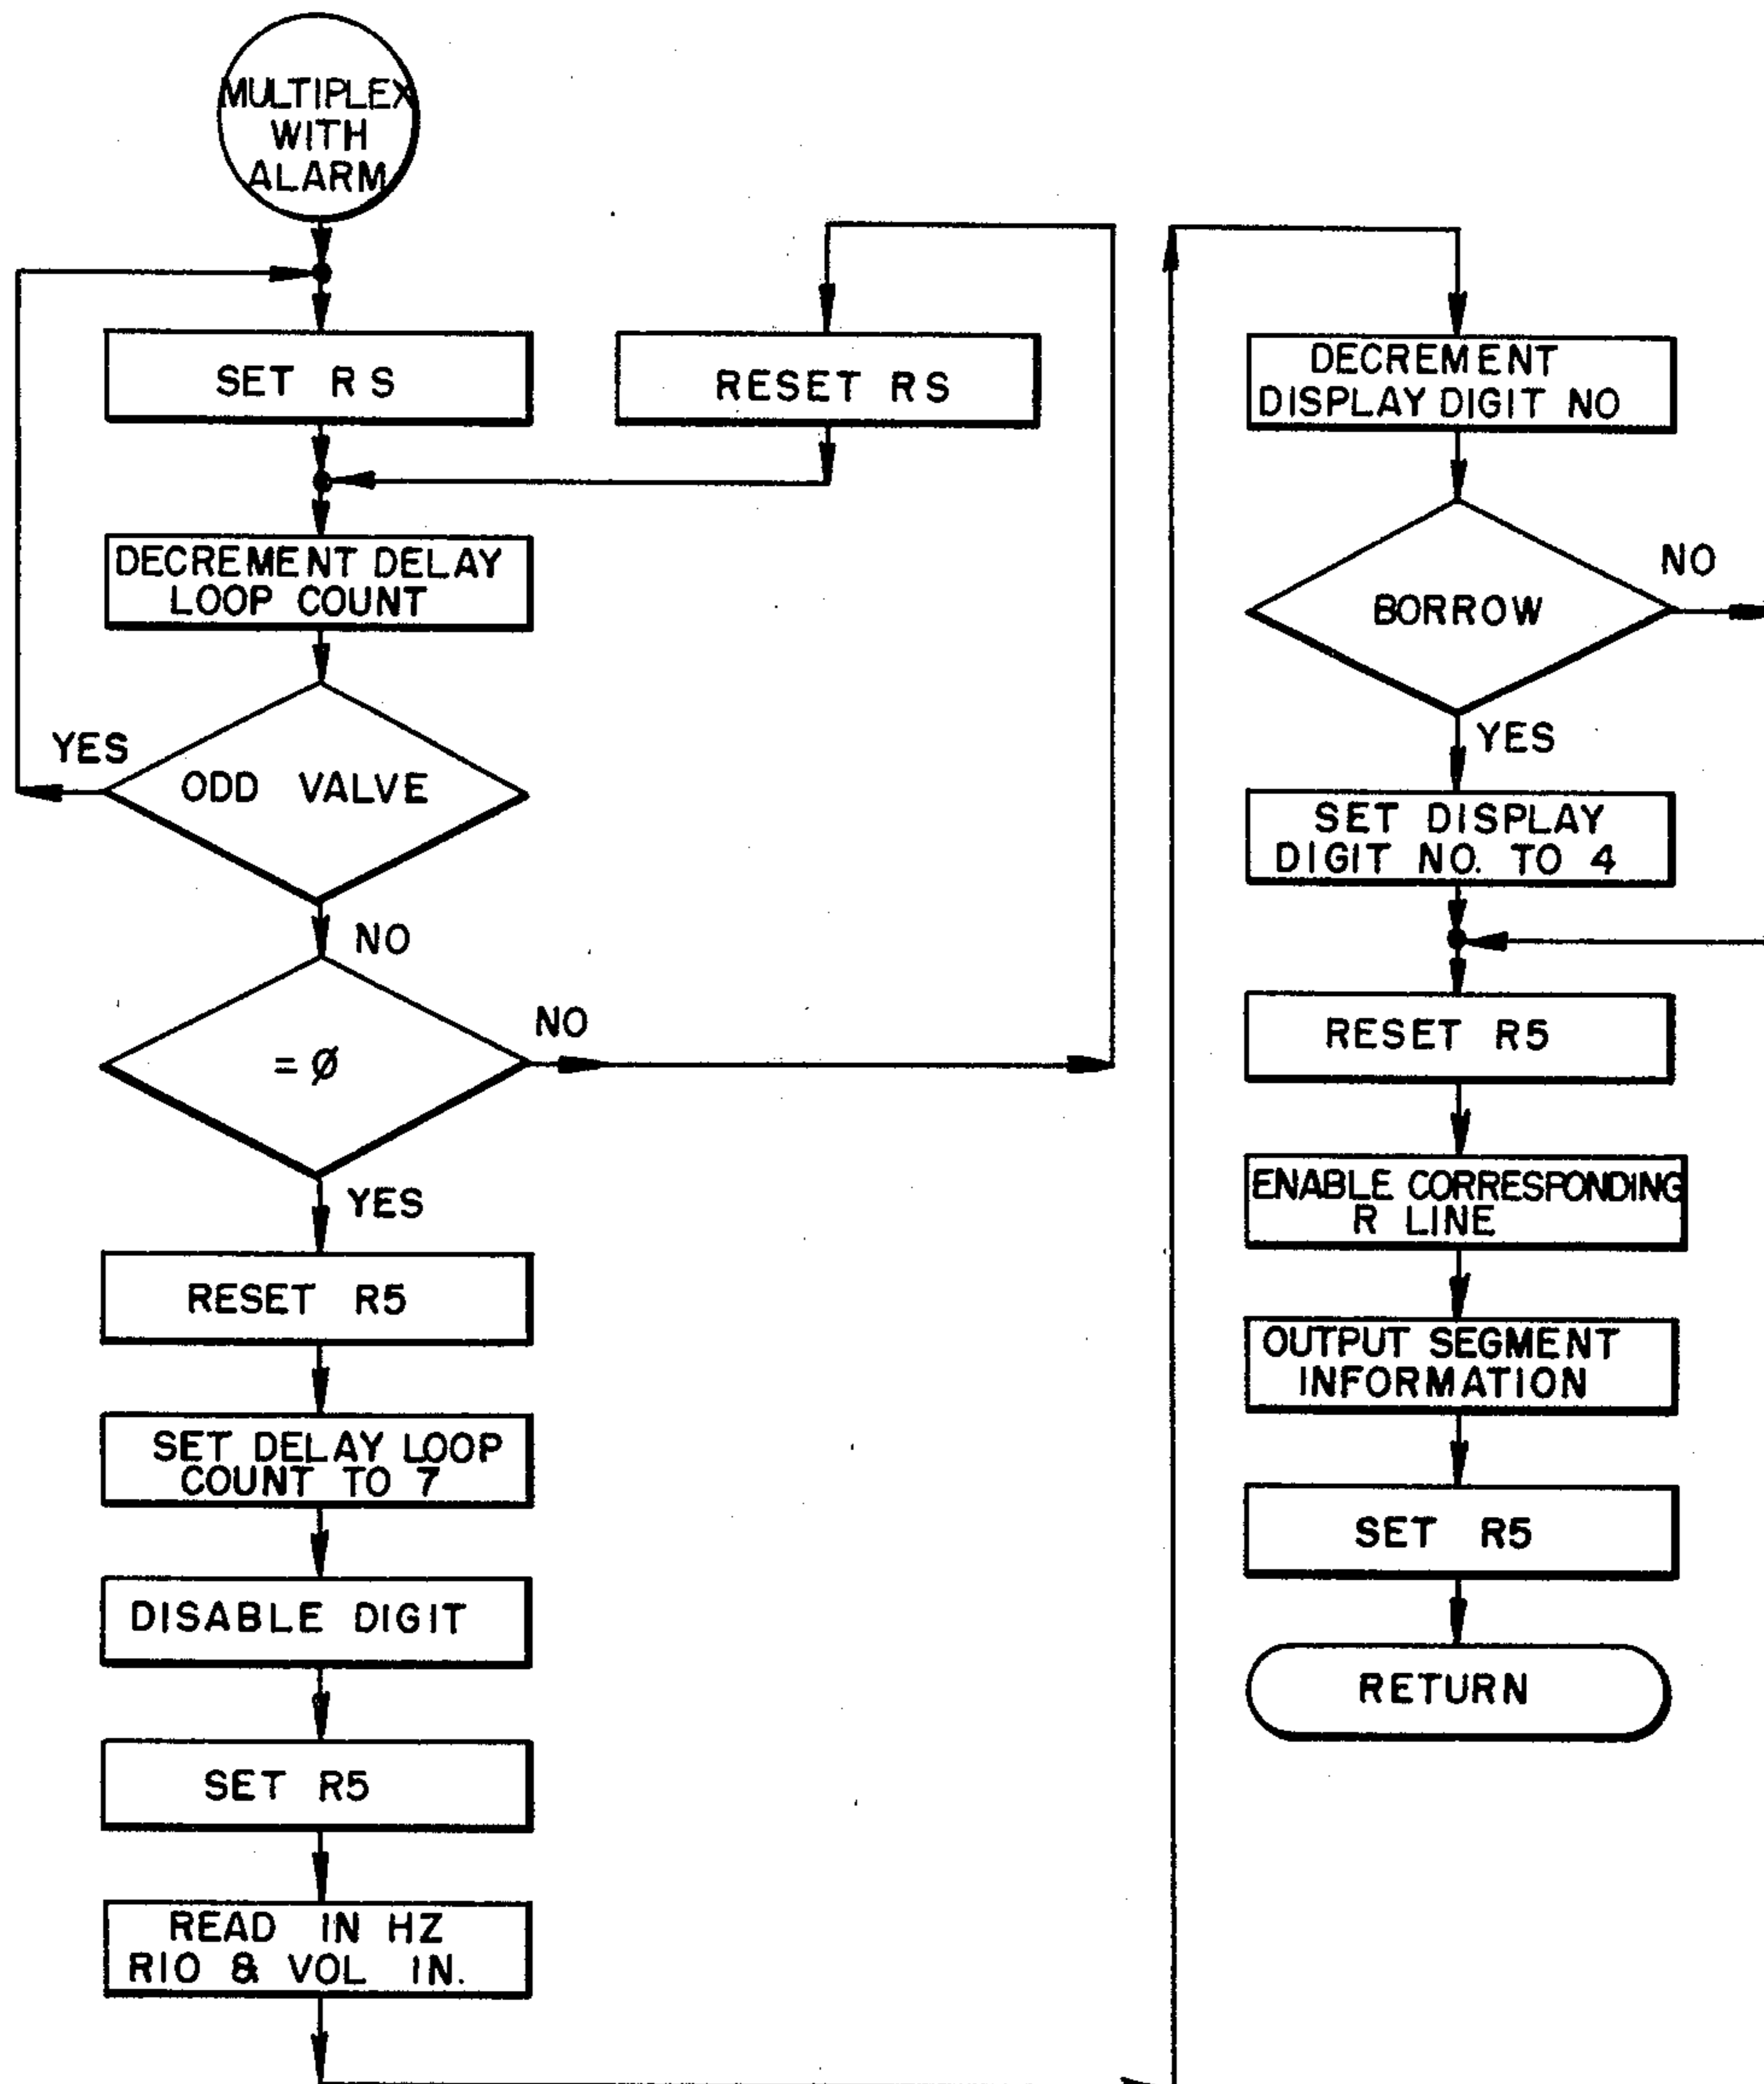 MULTIPLEX
WITH
ALARM
SET RS
RESET RS
DECREMENT DELAY
LOOP COUNT
YES
ODD VALVE
NO
= Ø
NO
YES
RESET R5
SET DELAY LOOP
COUNT TO 7
DISABLE DIGIT
SET R5
READ IN HZ
RIO & VOL IN.
DECREMENT
DISPLAY DIGIT NO
BORROW
NO
YES
SET DISPLAY
DIGIT NO. TO 4
RESET R5
ENABLE CORRESPONDING
R LINE
OUTPUT SEGMENT
INFORMATION
SET R5
RETURN